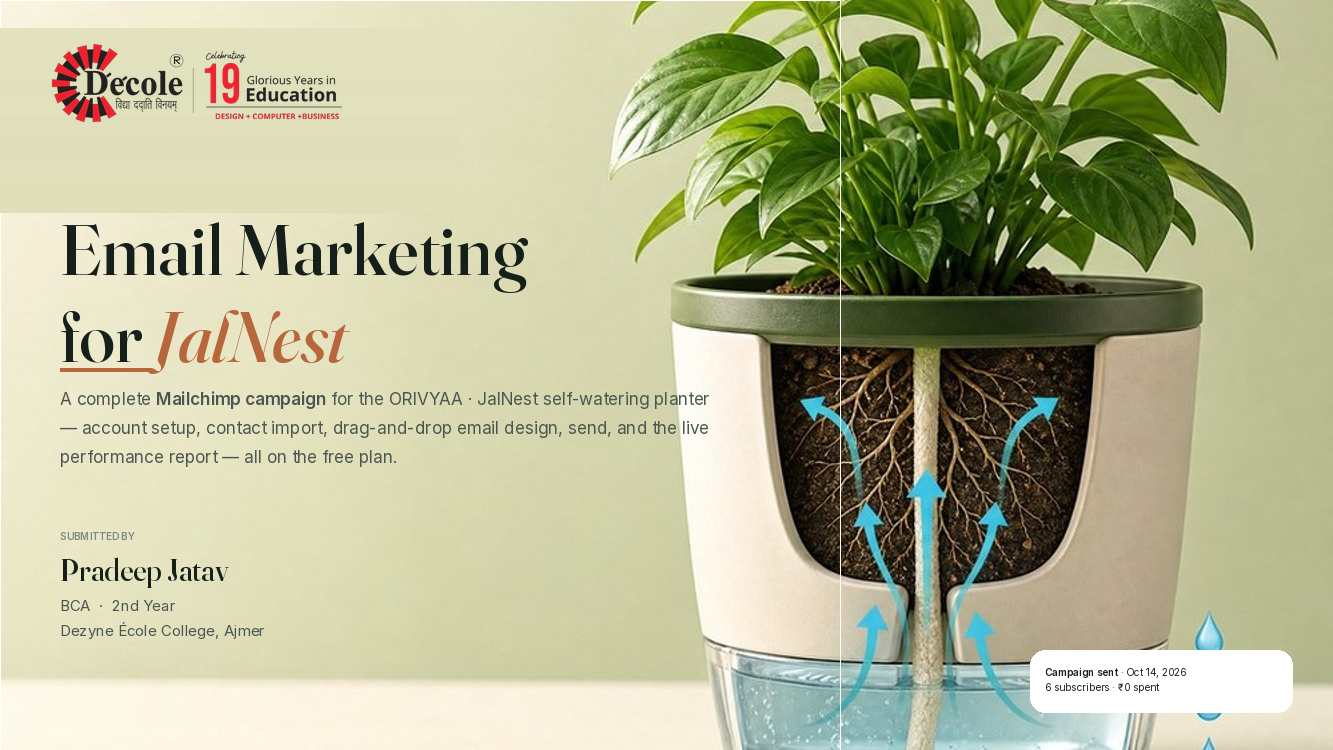 Décole ®
विद्या ददाति विनयम्
Celebrating
19 Glorious Years in
Education
DESIGN + COMPUTER +BUSINESS
Email Marketing
for JalNest
A complete Mailchimp campaign for the ORIVYAA · JalNest self-watering planter
— account setup, contact import, drag-and-drop email design, send, and the live
performance report — all on the free plan.
SUBMITTED BY
Pradeep Jatav
BCA · 2nd Year
Dezyne École College, Ajmer
Campaign sent · Oct 14, 2026
6 subscribers · ₹0 spent